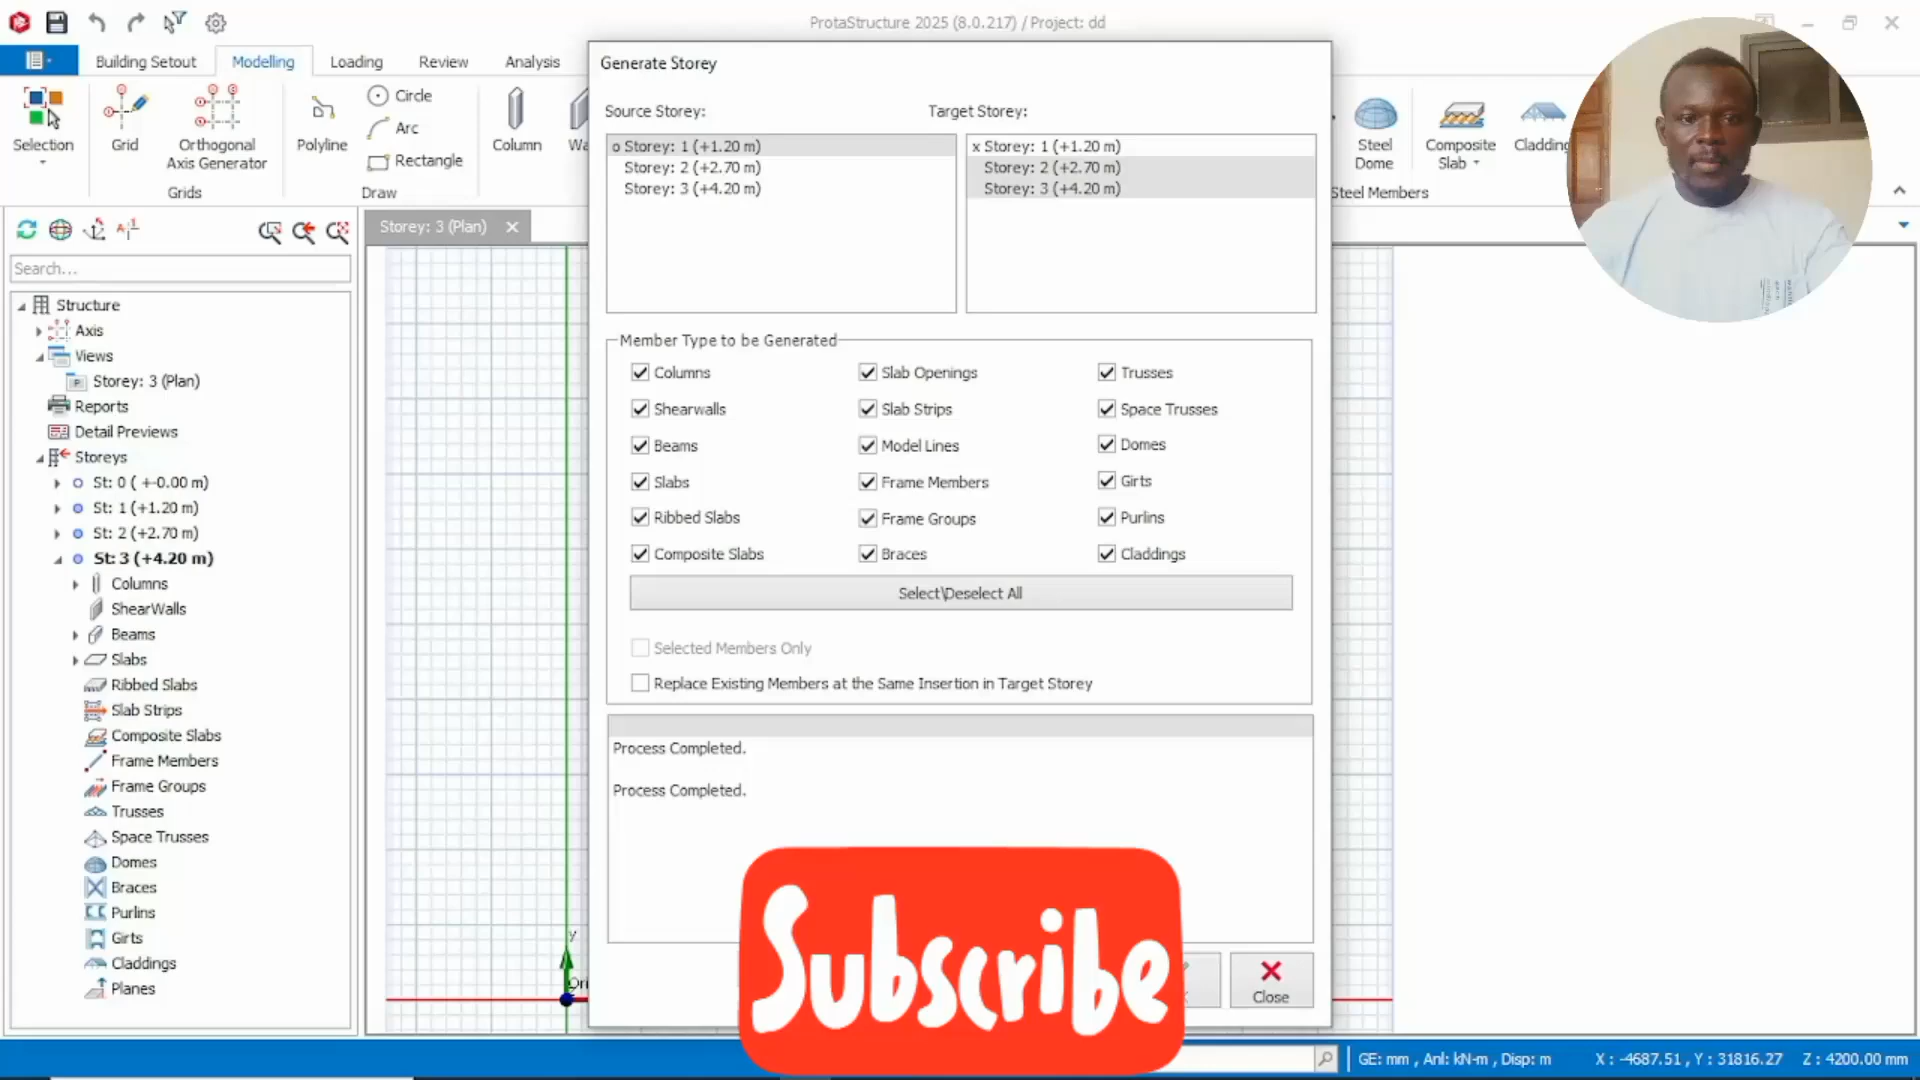 ProtaStructure 2025 (8.0.217) / Project: dd
Building Setout
Modelling
Loading
Review
Analysis
Selection
Grid
Orthogonal
Axis Generator
Grids
Polyline
Circle
Arc
Rectangle
Draw
Column
Steel
Dome
Composite
Slab
Cladding
Steel Members
Search...
Structure
Axis
Views
Storey: 3 (Plan)
Reports
Detail Previews
Storeys
St: 0 ( +-0.00 m)
St: 1 (+1.20 m)
St: 2 (+2.70 m)
St: 3 (+4.20 m)
Columns
ShearWalls
Beams
Slabs
Ribbed Slabs
Slab Strips
Composite Slabs
Frame Members
Frame Groups
Trusses
Space Trusses
Domes
Braces
Purlins
Girts
Claddings
Planes
Storey: 3 (Plan)
y
Generate Storey
Source Storey:
o Storey: 1 (+1.20 m)
Storey: 2 (+2.70 m)
Storey: 3 (+4.20 m)
Target Storey:
x Storey: 1 (+1.20 m)
Storey: 2 (+2.70 m)
Storey: 3 (+4.20 m)
Member Type to be Generated
Columns
Shearwalls
Beams
Slabs
Ribbed Slabs
Composite Slabs
Slab Openings
Slab Strips
Model Lines
Frame Members
Frame Groups
Braces
Trusses
Space Trusses
Domes
Girts
Purlins
Claddings
Select\Deselect All
Selected Members Only
Replace Existing Members at the Same Insertion in Target Storey
Process Completed.
Process Completed.
Subscribe
Close
GE: mm , Anl: kN-m , Disp: m
X : -4687.51 , Y : 31816.27
Z : 4200.00 mm